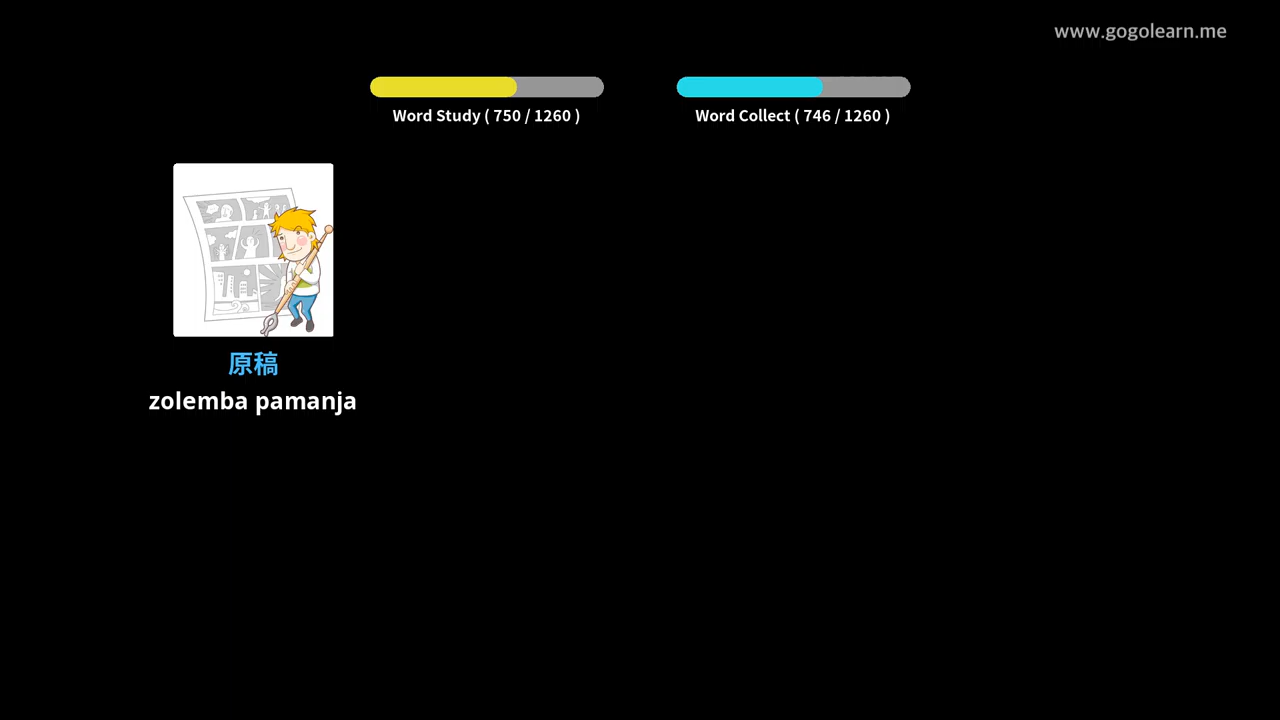 www.gogolearn.me
Word Study ( 750 / 1260 )
Word Collect ( 746 / 1260 )
原稿
zolemba pamanja